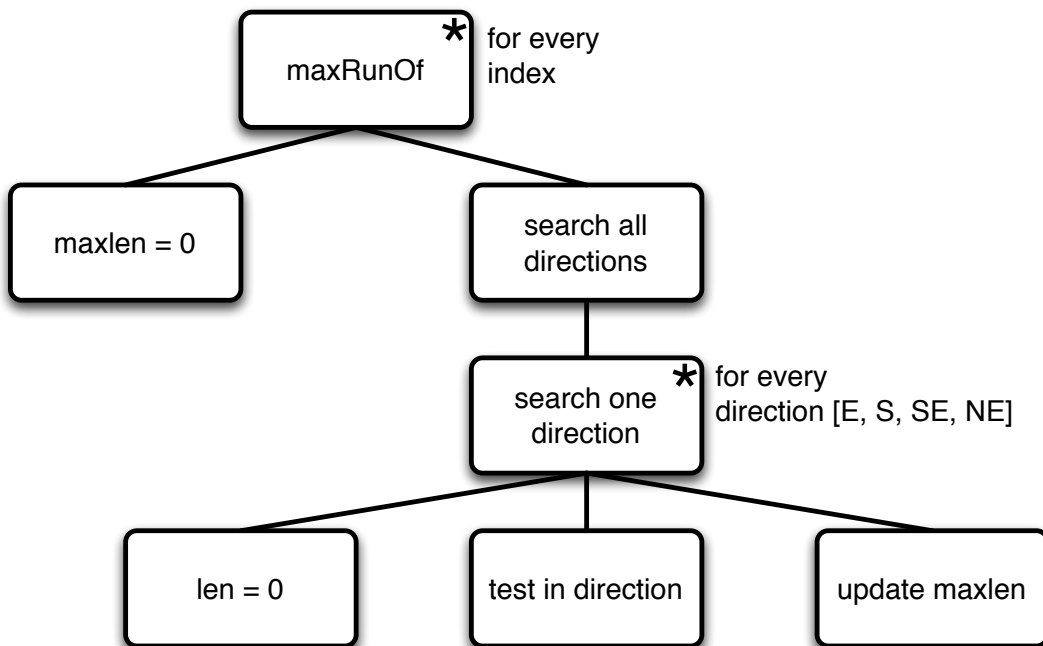 maxRunOf
*
for every
index
maxlen = 0
search all
directions
search one
direction
*
for every
direction [E, S, SE, NE]
len = 0
test in direction
update maxlen